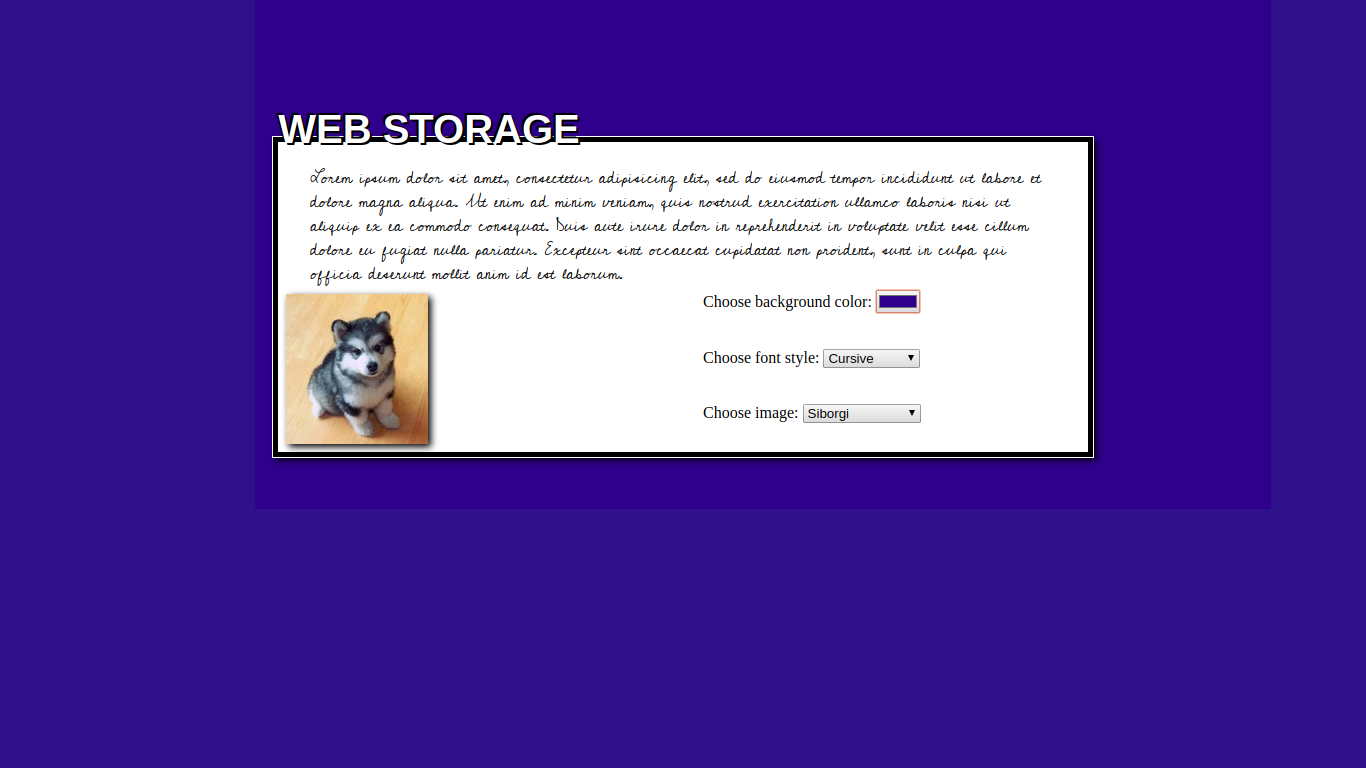 WEB STORAGE
Lorem ipsum dolor sit amet, consectetur adipisicing elit, sed do eiusmod tempor incididunt ut labore et
dolore magna aliqua. Ut enim ad minim veniam, quis nostrud exercitation ullamco laboris nisi ut
aliquip ex ea commodo consequat. Duis aute irure dolor in reprehenderit in voluptate velit esse cillum
dolore eu fugiat nulla pariatur. Excepteur sint occaecat cupidatat non proident, sunt in culpa qui
officia deserunt mollit anim id est laborum.
Choose background color:
Choose font style: Cursive
Choose image: Siborgi